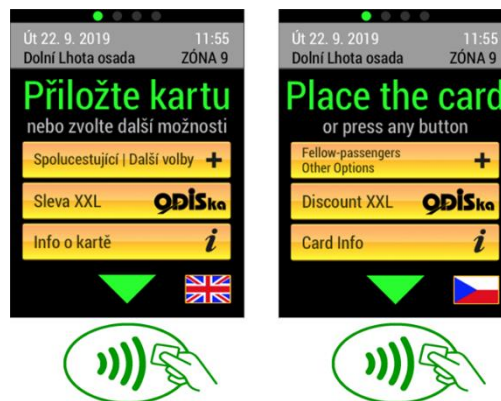 Út 22. 9. 2019 11:55
Dolní Lhota osada ZÓNA 9
Přiložte kartu
nebo zvolte další možnosti
Spolucestující | Další volby +
Sleva XXL ODISka
Info o kartě i
Út 22. 9. 2019 11:55
Dolní Lhota osada ZÓNA 9
Place the card
or press any button
Fellow-passengers
Other Options +
Discount XXL ODISka
Card Info i